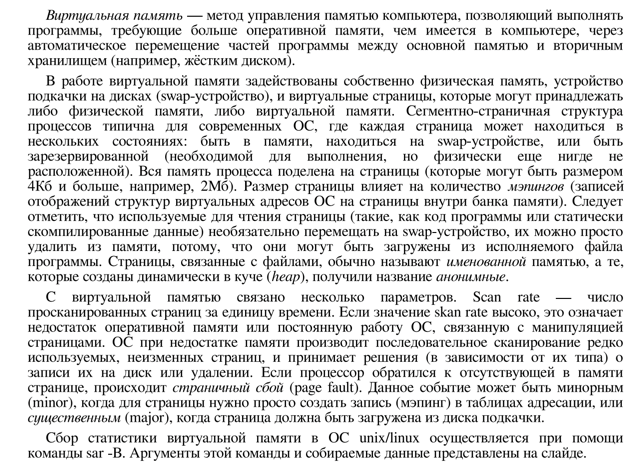 Виртуальная память — метод управления памятью компьютера, позволяющий выполнять
программы, требующие больше оперативной памяти, чем имеется в компьютере, через
автоматическое перемещение частей программы между основной памятью и вторичным
хранилищем (например, жёстким диском).
В работе виртуальной памяти задействованы собственно физическая память, устройство
подкачки на дисках (swap-устройство), и виртуальные страницы, которые могут принадлежать
либо физической памяти, либо виртуальной памяти. Сегментно-страничная структура
процессов типична для современных ОС, где каждая страница может находиться в
нескольких состояниях: быть в памяти, находиться на swap-устройстве, или быть
зарезервированной (необходимой для выполнения, но физически еще нигде не
расположенной). Вся память процесса поделена на страницы (которые могут быть размером
4Кб и больше, например, 2Мб). Размер страницы влияет на количество мэпингов (записей
отображений структур виртуальных адресов ОС на страницы внутри банка памяти). Следует
отметить, что используемые для чтения страницы (такие, как код программы или статически
скомпилированные данные) необязательно перемещать на swap-устройство, их можно просто
удалить из памяти, потому, что они могут быть загружены из исполняемого файла
программы. Страницы, связанные с файлами, обычно называют именованной памятью, а те,
которые созданы динамически в куче (heap), получили название анонимные.
С виртуальной памятью связано несколько параметров. Scan rate — число
просканированных страниц за единицу времени. Если значение skan rate высоко, это означает
недостаток оперативной памяти или постоянную работу ОС, связанную с манипуляцией
страницами. ОС при недостатке памяти производит последовательное сканирование редко
используемых, неизменных страниц, и принимает решения (в зависимости от их типа) о
записи их на диск или удалении. Если процессор обратился к отсутствующей в памяти
странице, происходит страничный сбой (page fault). Данное событие может быть минорным
(minor), когда для страницы нужно просто создать запись (мэпинг) в таблицах адресации, или
существенным (major), когда страница должна быть загружена из диска подкачки.
Сбор статистики виртуальной памяти в ОС unix/linux осуществляется при помощи
команды sar -B. Аргументы этой команды и собираемые данные представлены на слайде.